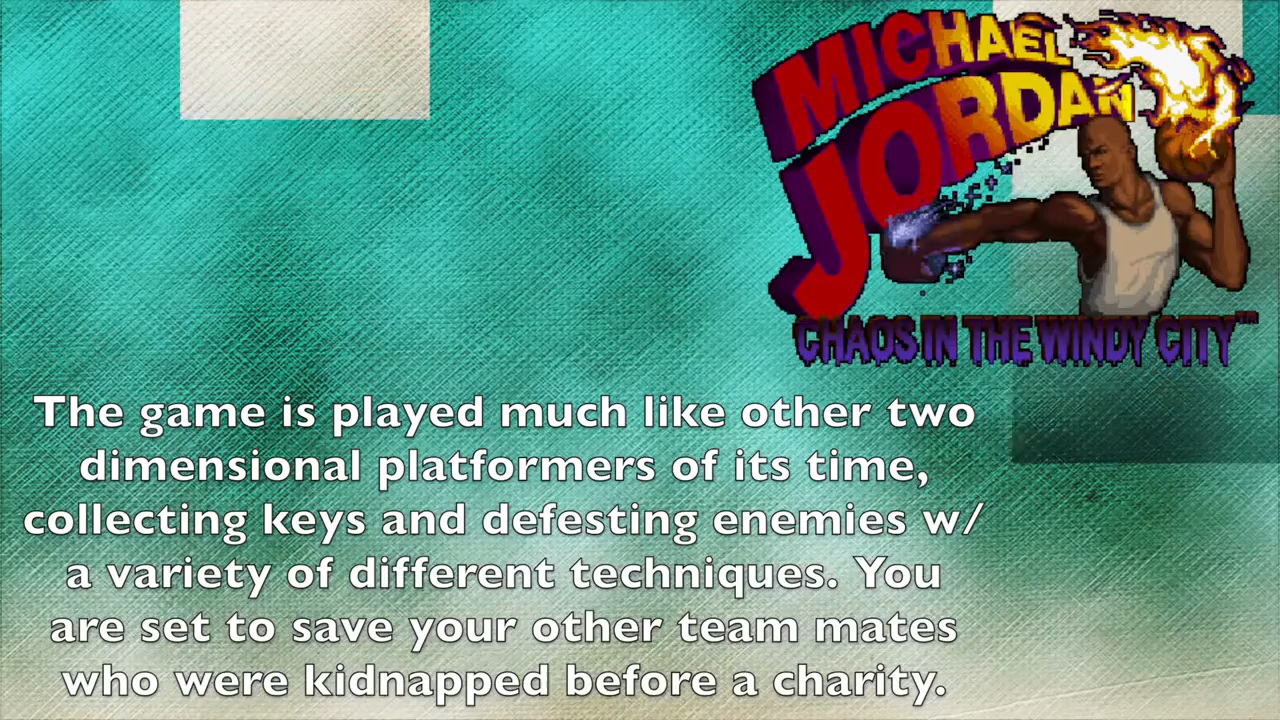 MICHAEL
JORDAN
CHAOS IN THE WINDY CITY™
The game is played much like other two
dimensional platformers of its time,
collecting keys and defesting enemies w/
a variety of different techniques. You
are set to save your other team mates
who were kidnapped before a charity.